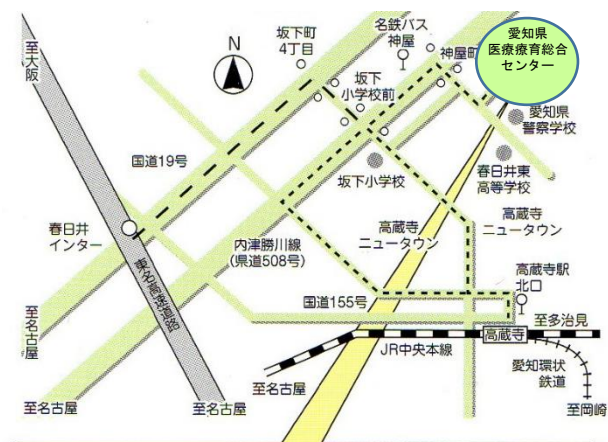 愛知県
医療療育総合
センター
名鉄バス
神屋
坂下町
4丁目
N
神屋町
至大阪
坂下
小学校前
愛知県
警察学校
国道19号
坂下小学校
春日井東
高等学校
春日井
インター
高蔵寺
ニュータウン
高蔵寺
ニュータウン
内津勝川線
(県道508号)
東名高速道路
高蔵寺駅
北口
国道155号
至名古屋
至多治見
高蔵寺
JR中央本線
愛知環状
鉄道
至名古屋
至名古屋
至名古屋
至岡崎